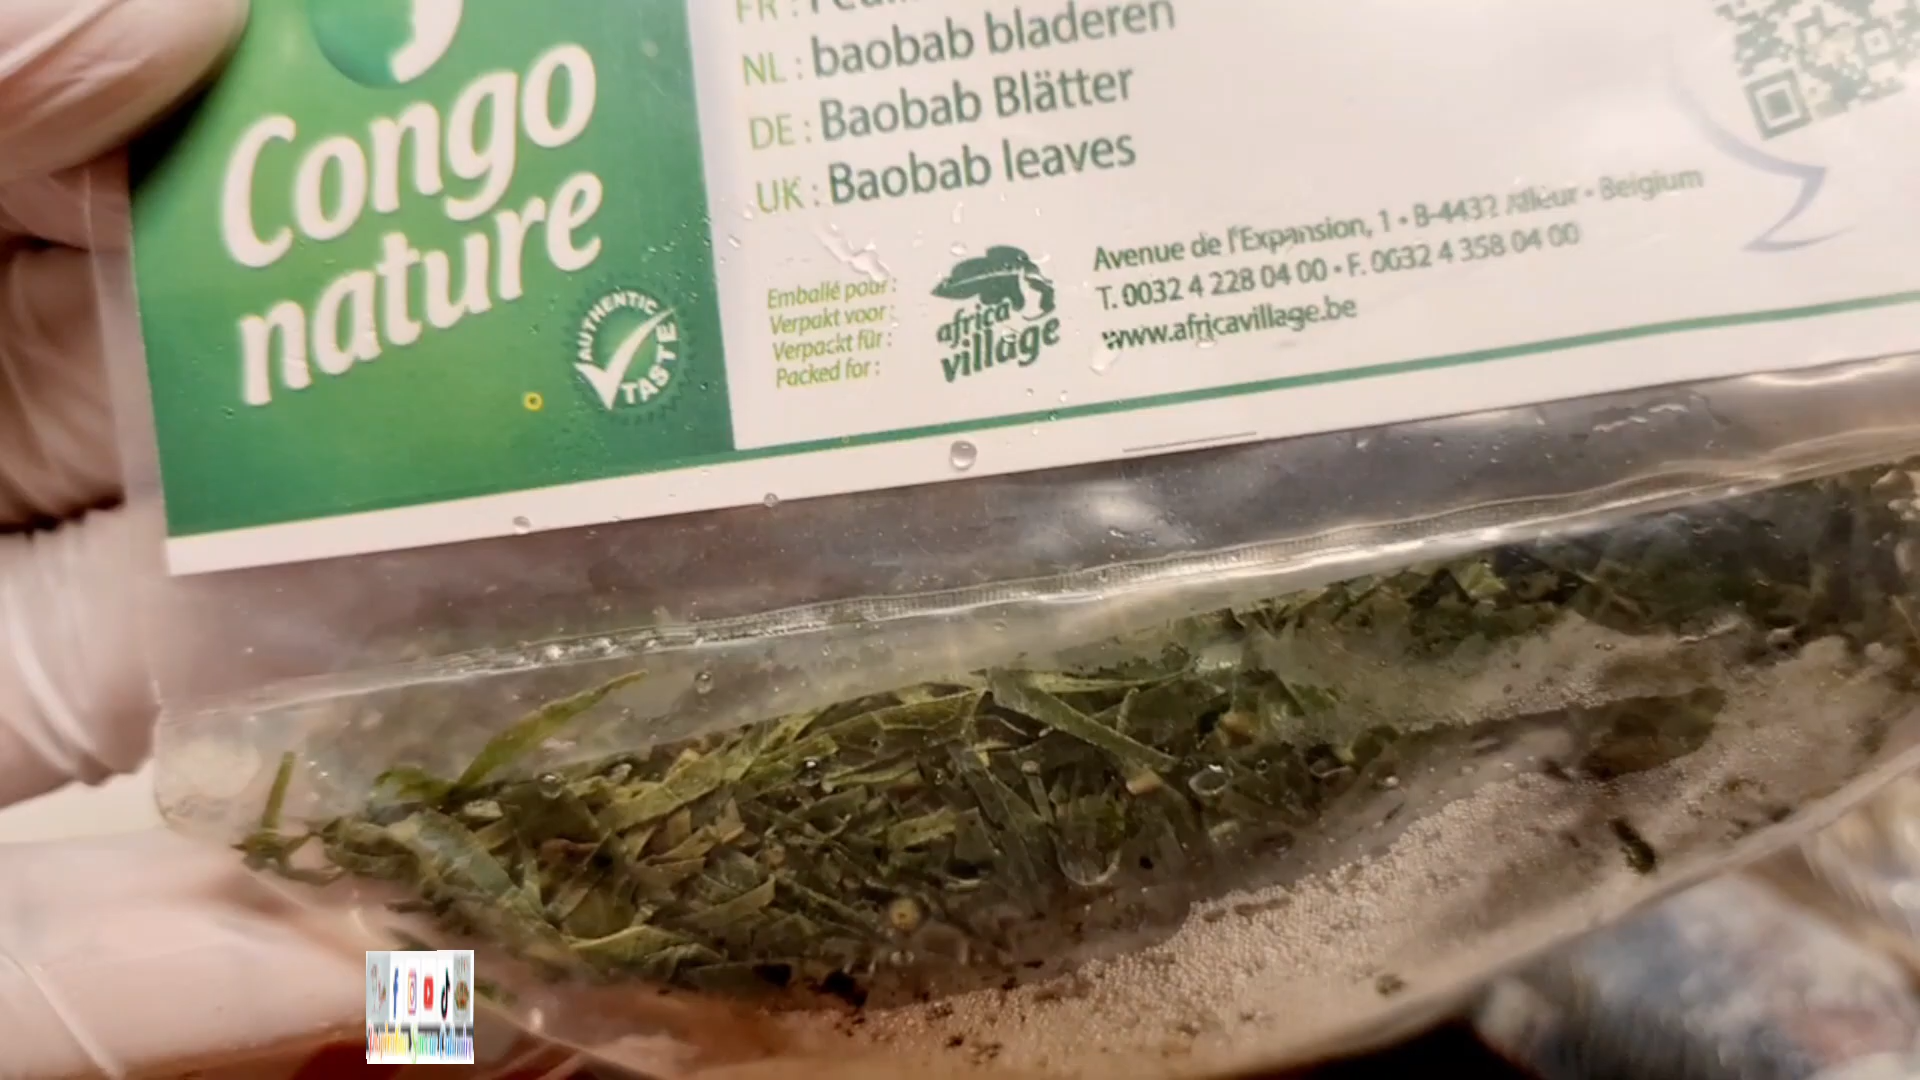 Congo
nature
AUTHENTIC
TASTE
FR :
NL : baobab bladeren
DE : Baobab Blätter
UK : Baobab leaves
Emballé pour :
Verpakt voor :
Verpackt für :
Packed for :
africa
village
Avenue de l'Expansion, 1 • B-4432 Alleur - Belgium
T. 0032 4 228 04 00 • F. 0032 4 358 04 00
www.africavillage.be